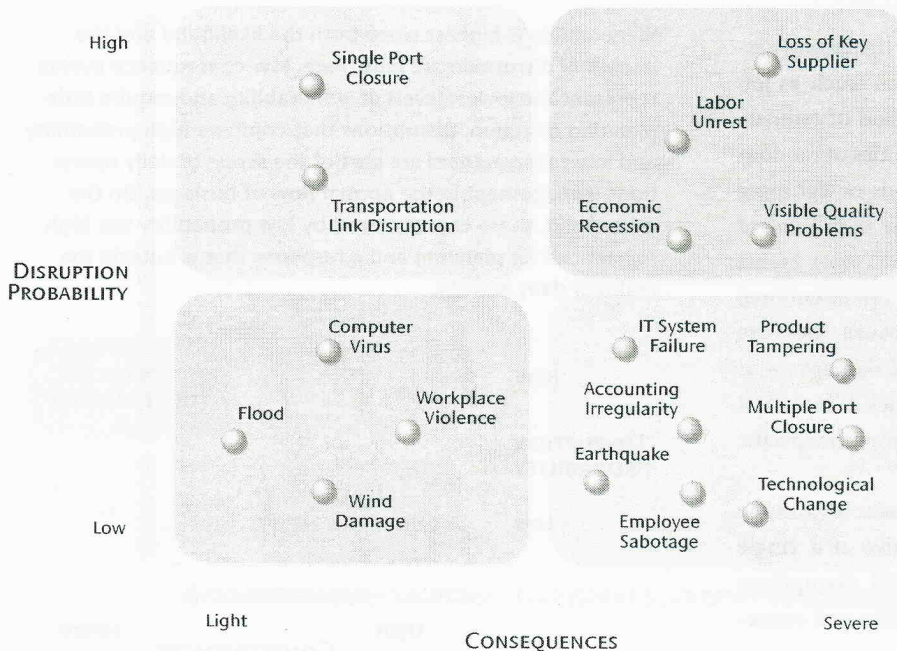 High
Single Port
Closure
Loss of Key
Supplier
Labor
Unrest
Transportation
Link Disruption
Economic
Recession
Visible Quality
Problems
DISRUPTION
PROBABILITY
Computer
Virus
IT System
Failure
Product
Tampering
Flood
Workplace
Violence
Accounting
Irregularity
Multiple Port
Closure
Earthquake
Wind
Damage
Employee
Sabotage
Technological
Change
Low
Light
CONSEQUENCES
Severe